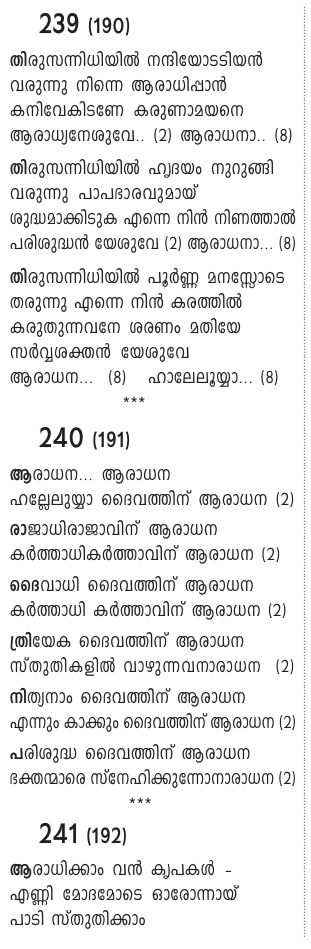 239 (190)
തിരുസന്നിധിയിൽ നന്ദിയോടടിയൻ
വരുന്നു നിന്നെ ആരാധിപ്പാൻ
കനിവേകിടണേ കരുണാമയനെ
ആരാധ്യനേശുവേ.. (2) ആരാധനാ.. (8)
തിരുസന്നിധിയിൽ ഹൃദയം നുറുങ്ങി
വരുന്നു പാപഭാരവുമായ്
ശുദ്ധമാക്കിടുക എന്നെ നിൻ നിണത്താൽ
പരിശുദ്ധൻ യേശുവേ (2) ആരാധനാ... (8)
തിരുസന്നിധിയിൽ പൂർണ്ണ മനസ്സോടെ
തരുന്നു എന്നെ നിൻ കരത്തിൽ
കരുതുന്നവനേ ശരണം മതിയേ
സർവ്വശക്തൻ യേശുവേ
ആരാധന... (8) ഹാലേലൂയ്യാ... (8)
***
240 (191)
ആരാധന... ആരാധന
ഹല്ലേലുയ്യാ ദൈവത്തിന് ആരാധന (2)
രാജാധിരാജാവിന് ആരാധന
കർത്താധികർത്താവിന് ആരാധന (2)
ദൈവാധി ദൈവത്തിന് ആരാധന
കർത്താധി കർത്താവിന് ആരാധന (2)
ത്രിയേക ദൈവത്തിന് ആരാധന
സ്തുതികളിൽ വാഴുന്നവനാരാധന (2)
നിത്വനാം ദൈവത്തിന് ആരാധന
എന്നും കാക്കും ദൈവത്തിന് ആരാധന (2)
പരിശുദ്ധ ദൈവത്തിന് ആരാധന
ഭക്തന്മാരെ സ്നേഹിക്കുന്നോനാരാധന (2)
***
241 (192)
ആരാധിക്കാം വൻ കൃപകൾ -
എണ്ണി മോദമോടെ ഓരോന്നായ്
പാടി സ്തുതിക്കാം